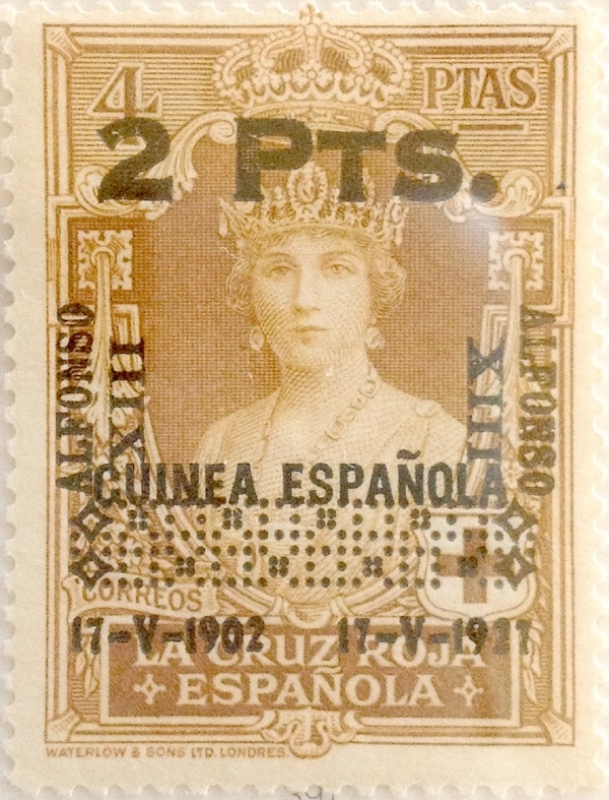 4 PTAS
2 PTS.
ALFONSO
XIII
ALFONSO
XIII
GUINEA ESPAÑOLA
CORREOS
17-V-1902 17-V-1927
LA CRUZ ROJA
ESPAÑOLA
WATERLOW & SONS LTD. LONDRES.